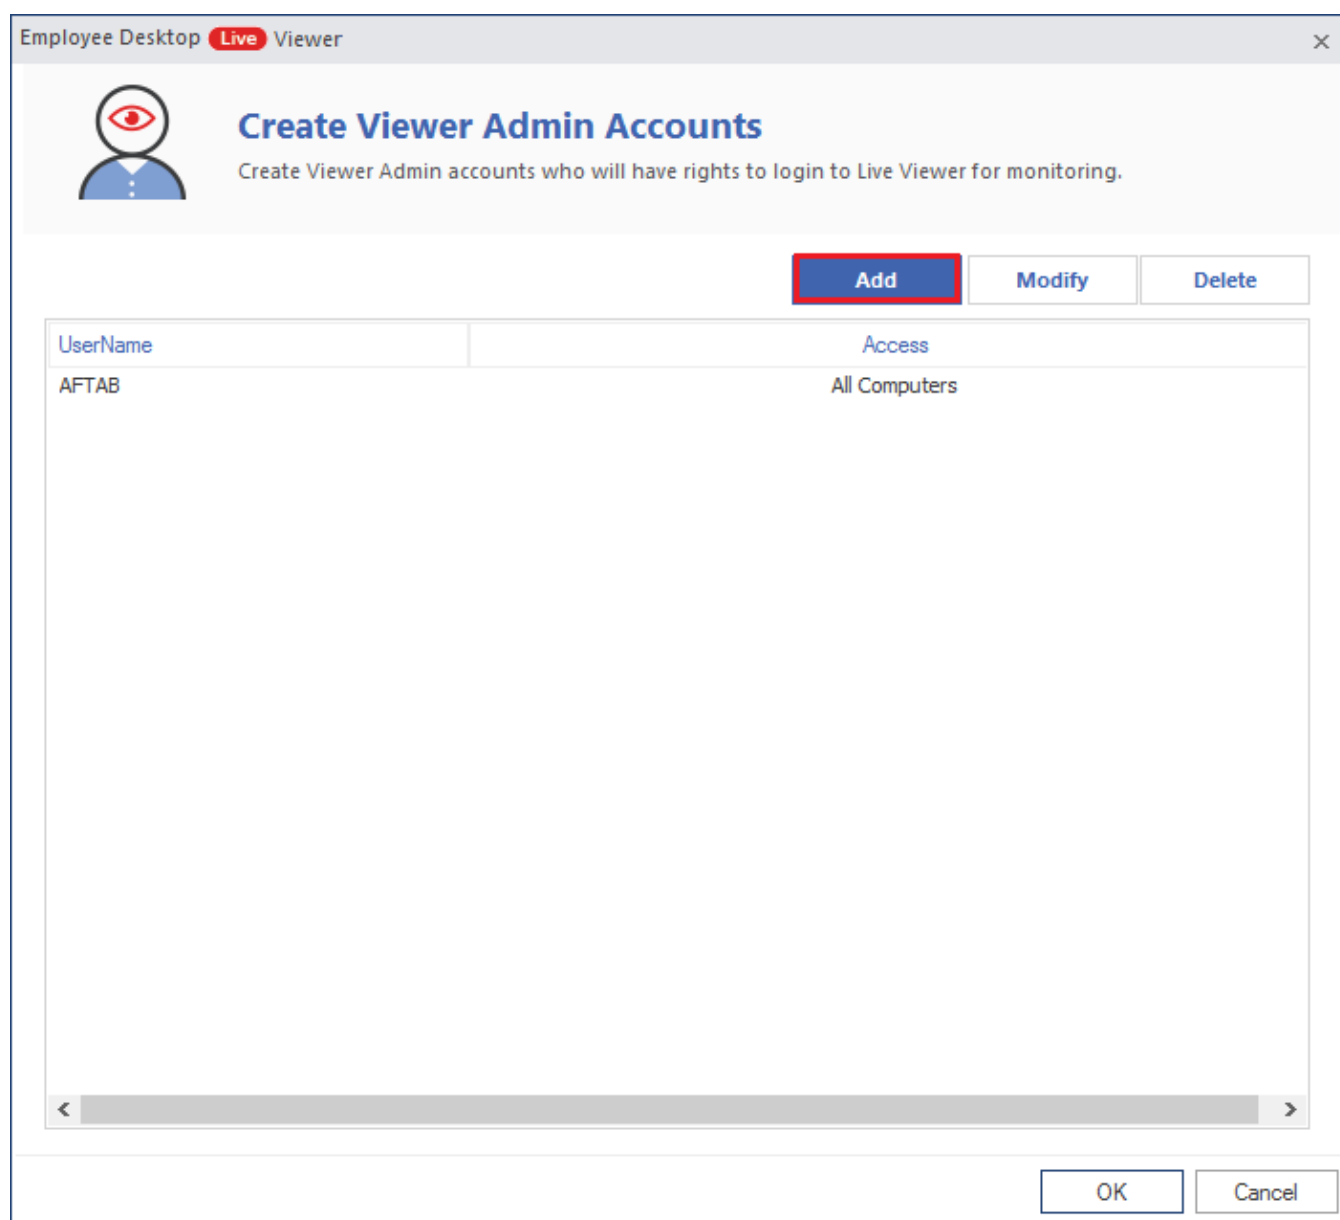 Employee Desktop Live Viewer
Create Viewer Admin Accounts
Create Viewer Admin accounts who will have rights to login to Live Viewer for monitoring.
Add Modify Delete
UserName Access
AFTAB All Computers
OK Cancel